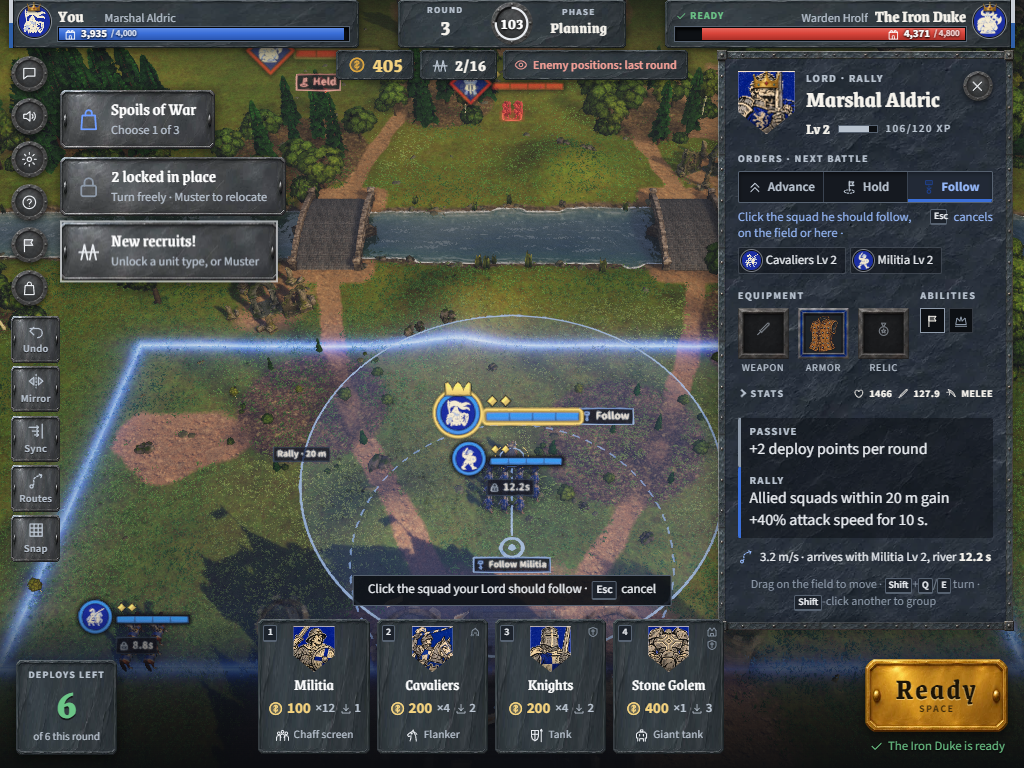 You Marshal Aldric
3,935 / 4,000
ROUND
3
103
PHASE
Planning
READY
Warden Hrolf The Iron Duke
4,371 / 4,800
405
2/16
Enemy positions: last round
Held
Spoils of War
Choose 1 of 3
2 locked in place
Turn freely · Muster to relocate
New recruits!
Unlock a unit type, or Muster
Undo
Mirror
Sync
Routes
Snap
Rally · 20 m
Follow
12.2s
Follow Militia
Click the squad your Lord should follow · Esc cancel
8.8s
DEPLOYS LEFT
6
of 6 this round
1
Militia
100 ×12 1
Chaff screen
2
Cavaliers
200 ×4 2
Flanker
3
Knights
200 ×4 2
Tank
4
Stone Golem
400 ×1 3
Giant tank
LORD · RALLY
Marshal Aldric
Lv 2 106/120 XP
ORDERS · NEXT BATTLE
Advance Hold Follow
Click the squad he should follow, Esc cancels
on the field or here ·
Cavaliers Lv 2 Militia Lv 2
EQUIPMENT ABILITIES
WEAPON ARMOR RELIC
STATS 1466 127.9 MELEE
PASSIVE
+2 deploy points per round
RALLY
Allied squads within 20 m gain
+40% attack speed for 10 s.
3.2 m/s · arrives with Militia Lv 2, river 12.2 s
Drag on the field to move · Shift+Q/E turn ·
Shift-click another to group
Ready
SPACE
The Iron Duke is ready